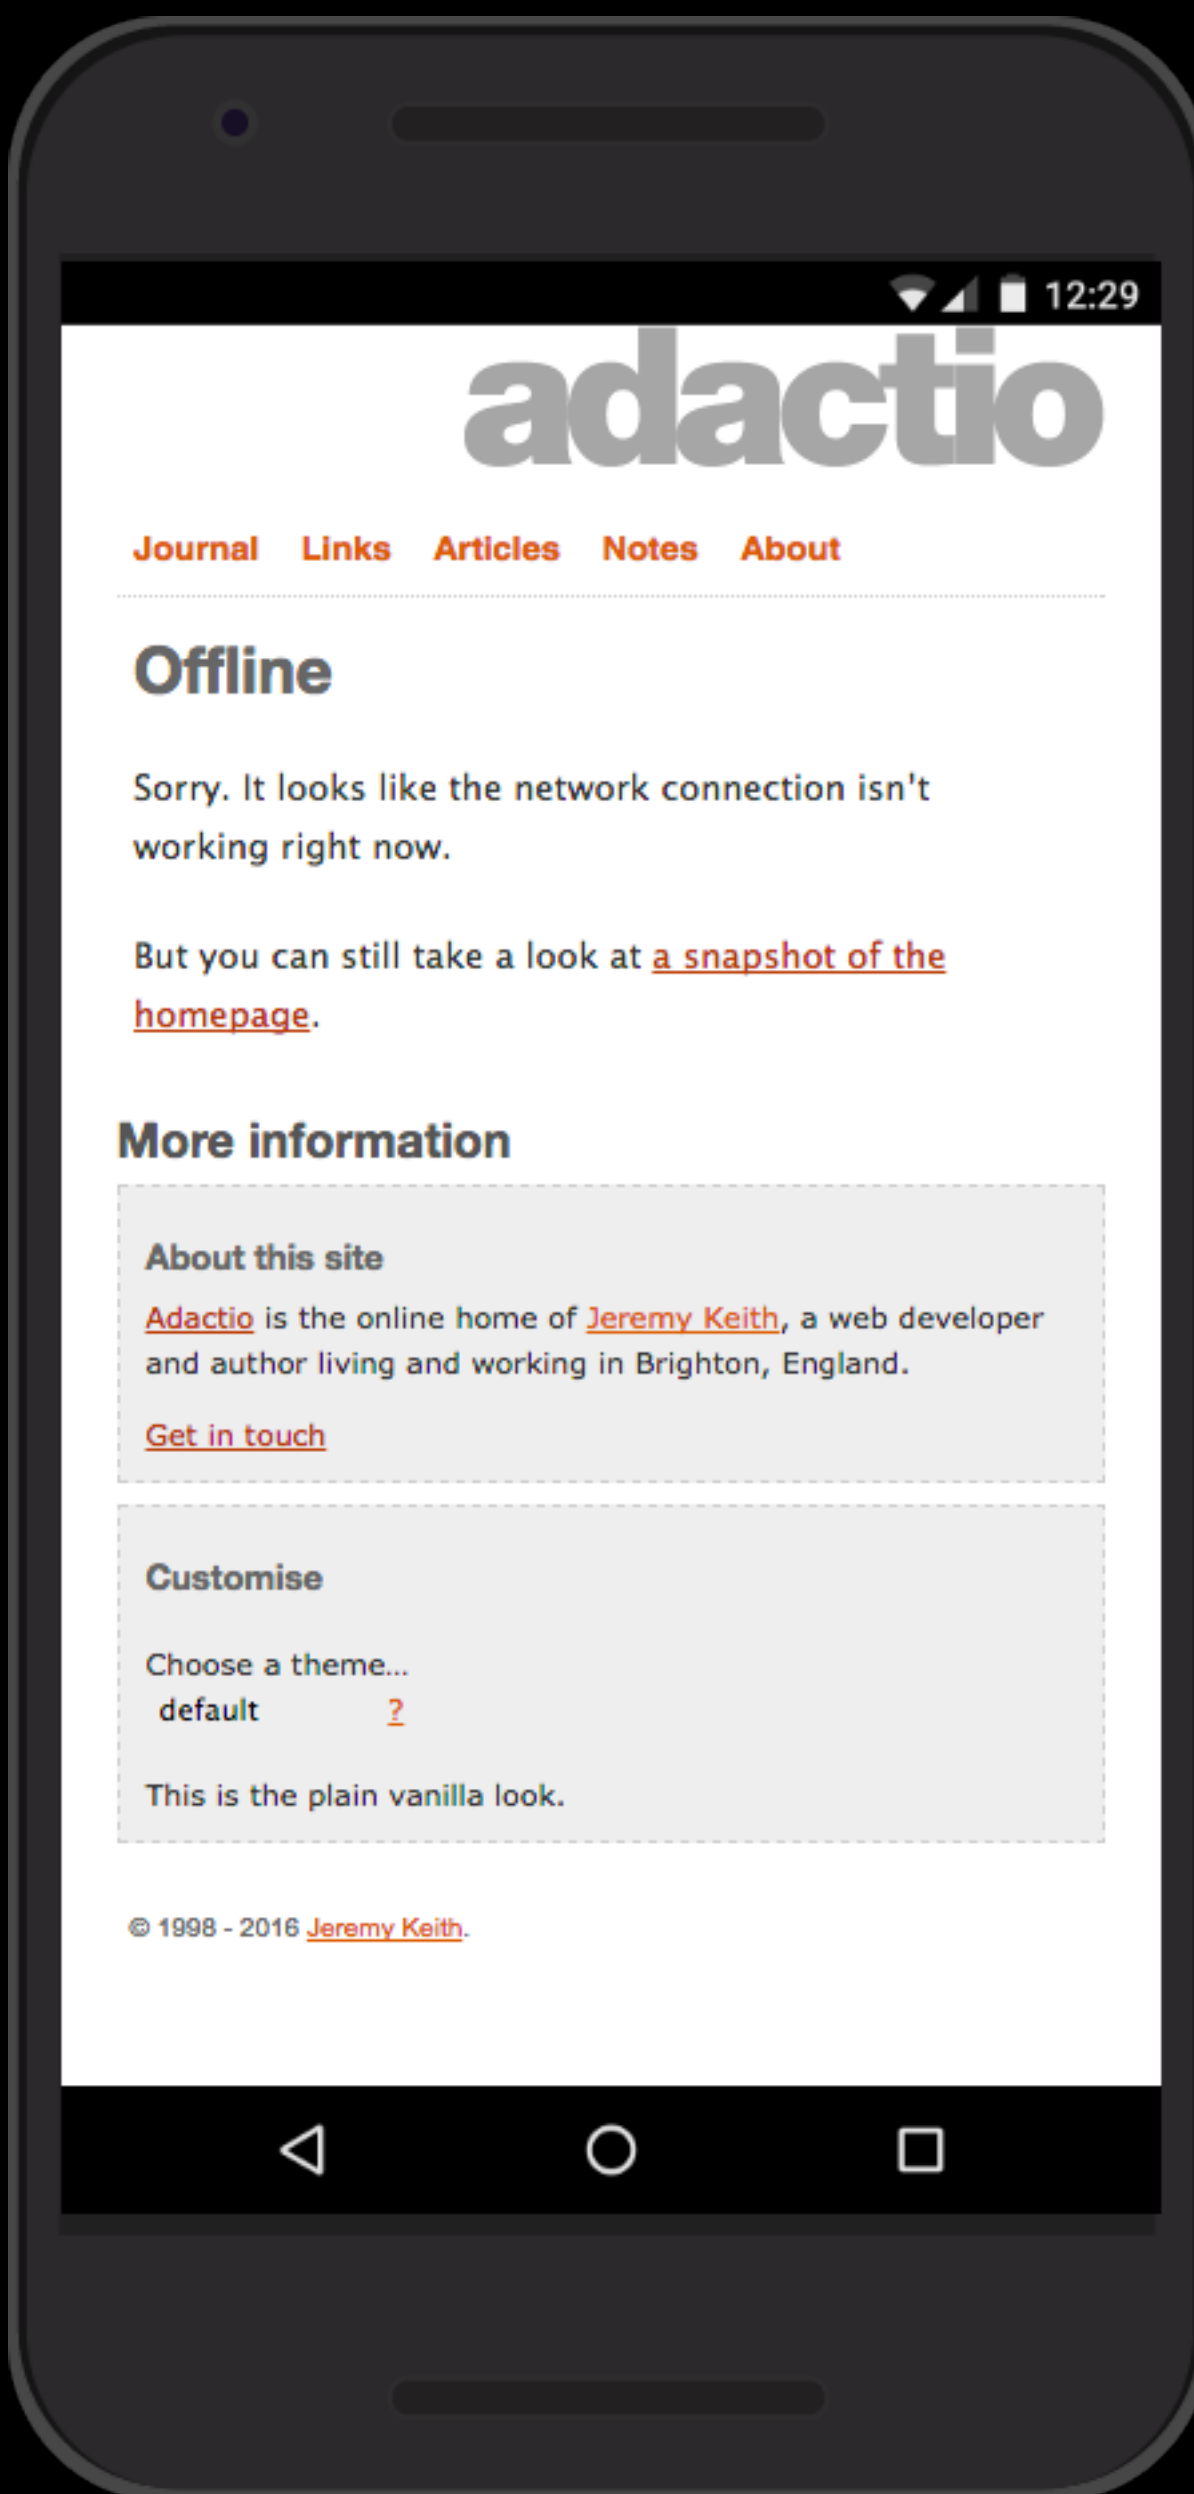 12:29
adactio
Journal Links Articles Notes About
Offline
Sorry. It looks like the network connection isn't
working right now.
But you can still take a look at a snapshot of the
homepage.
More information
About this site
Adactio is the online home of Jeremy Keith, a web developer
and author living and working in Brighton, England.
Get in touch
Customise
Choose a theme...
default ?
This is the plain vanilla look.
© 1998 - 2016 Jeremy Keith.